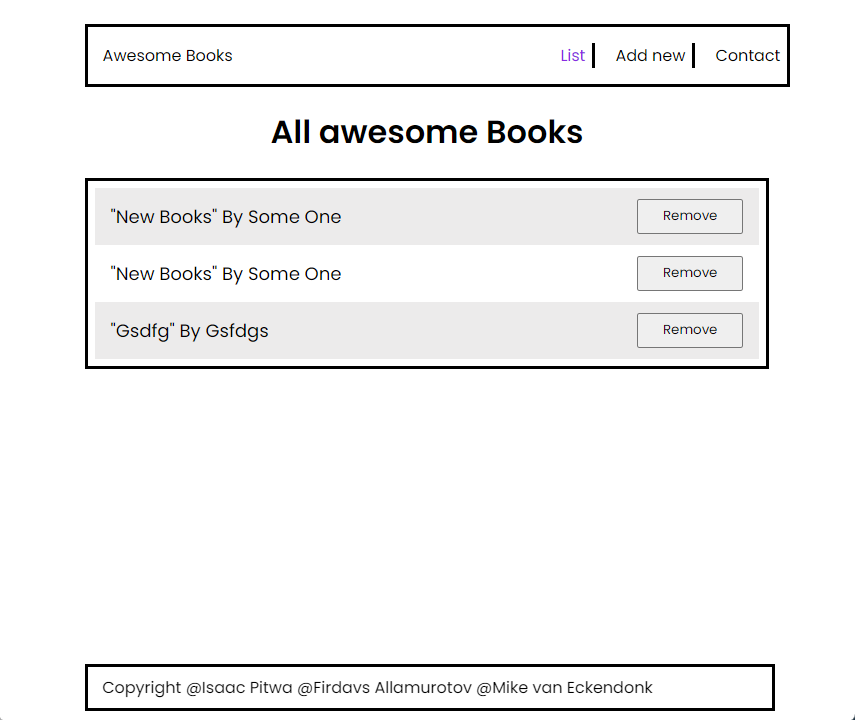 Awesome Books List Add new Contact
All awesome Books
"New Books" By Some One Remove
"New Books" By Some One Remove
"Gsdfg" By Gsfdgs Remove
Copyright @Isaac Pitwa @Firdavs Allamurotov @Mike van Eckendonk